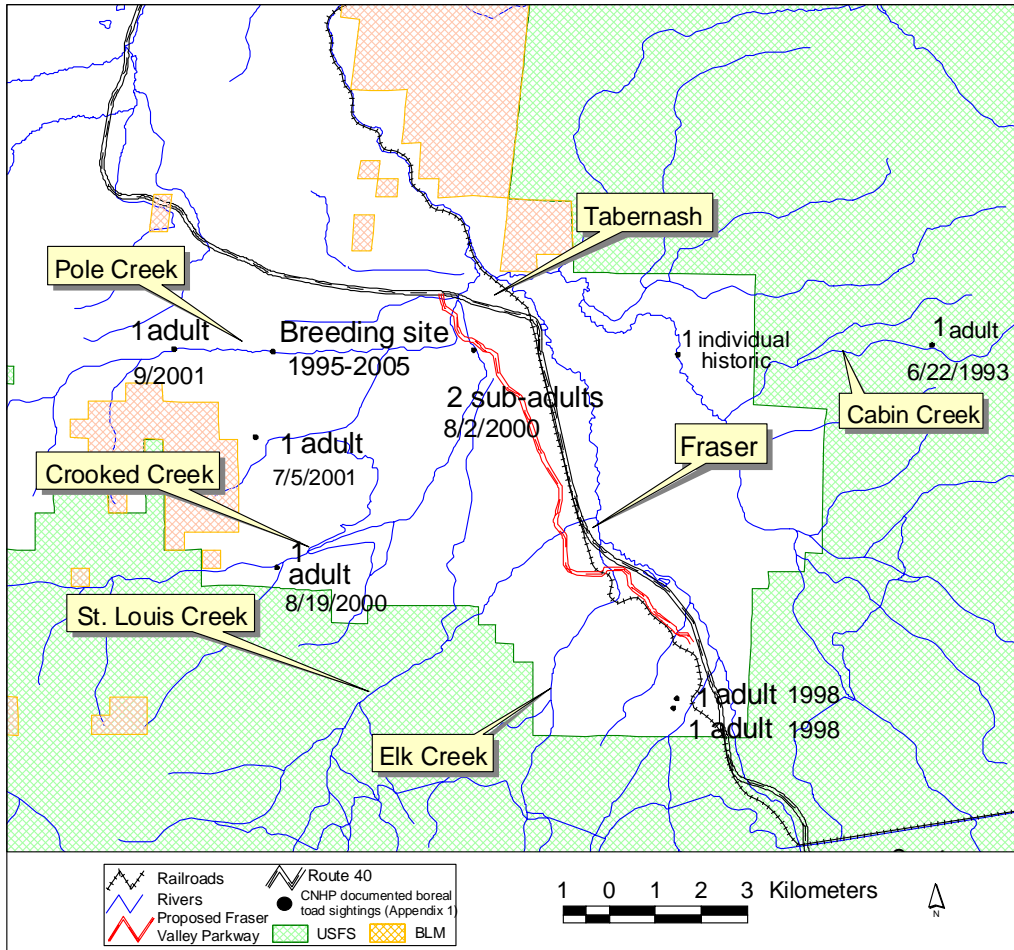 Tabernash
Pole Creek
1 adult
9/2001
Breeding site
1995-2005
1 individual
historic
1 adult
6/22/1993
Cabin Creek
2 sub-adults
8/2/2000
1 adult
7/5/2001
Fraser
Crooked Creek
1
adult
8/19/2000
St. Louis Creek
1 adult 1998
1 adult 1998
Elk Creek
Railroads
Rivers
Proposed Fraser
Valley Parkway
Route 40
CNHP documented boreal
toad sightings (Appendix 1)
USFS
BLM
1 0 1 2 3 Kilometers
N